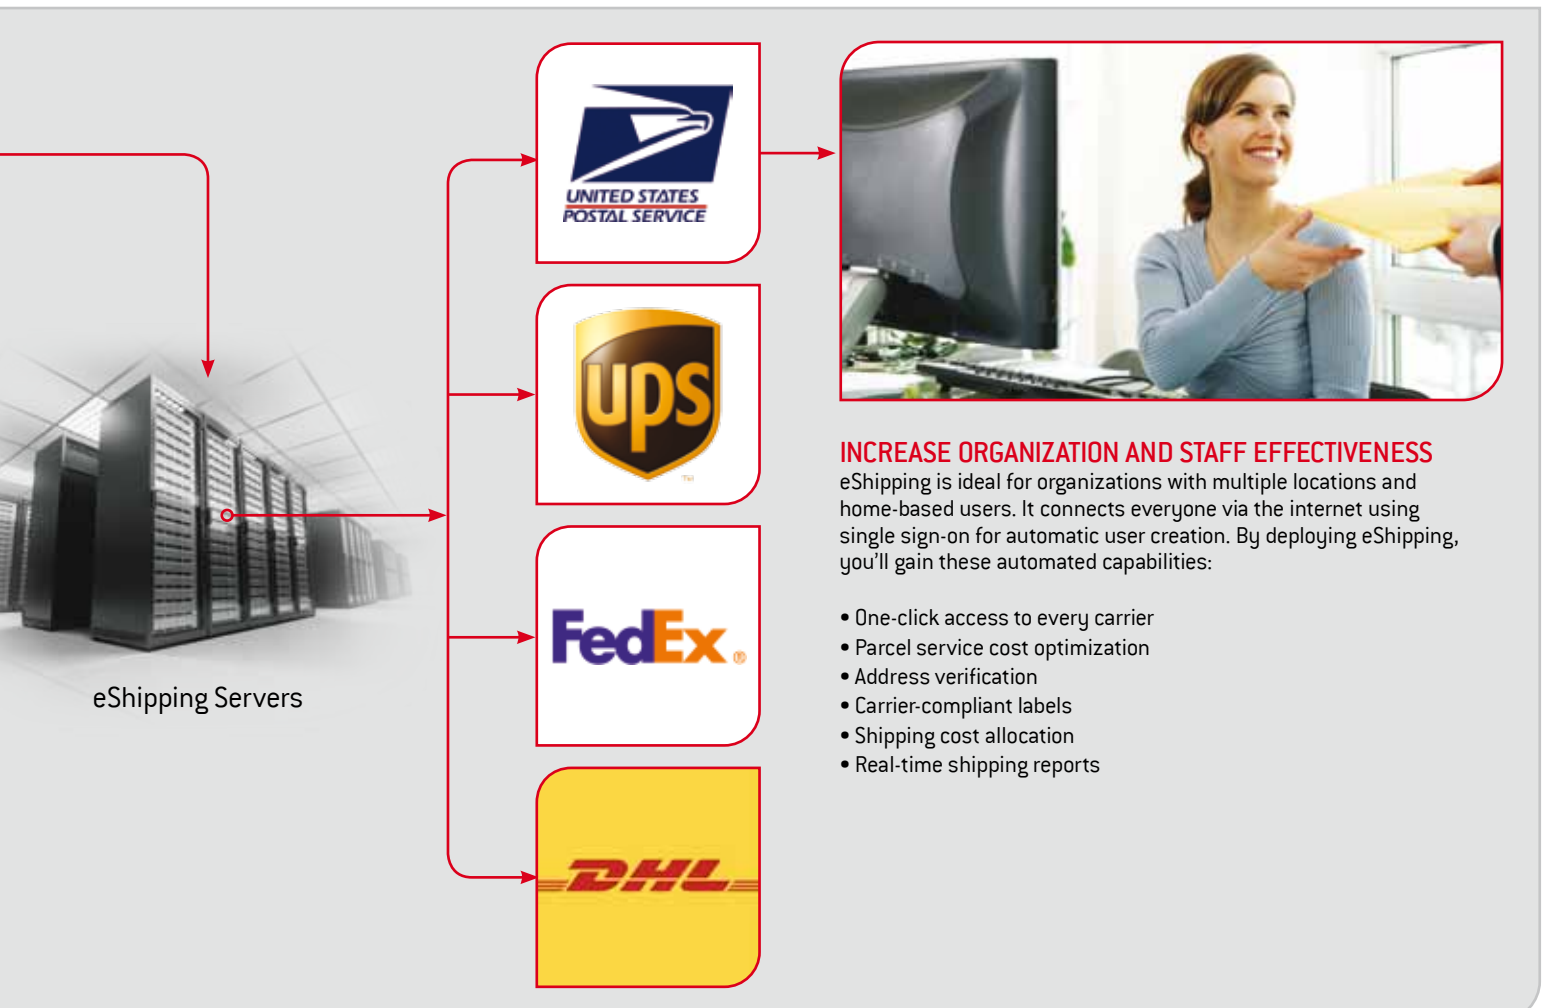 UNITED STATES
POSTAL SERVICE
ups
TM
FedEx ®
DHL
eShipping Servers
INCREASE ORGANIZATION AND STAFF EFFECTIVENESS
eShipping is ideal for organizations with multiple locations and
home-based users. It connects everyone via the internet using
single sign-on for automatic user creation. By deploying eShipping,
you’ll gain these automated capabilities:
• One-click access to every carrier
• Parcel service cost optimization
• Address verification
• Carrier-compliant labels
• Shipping cost allocation
• Real-time shipping reports